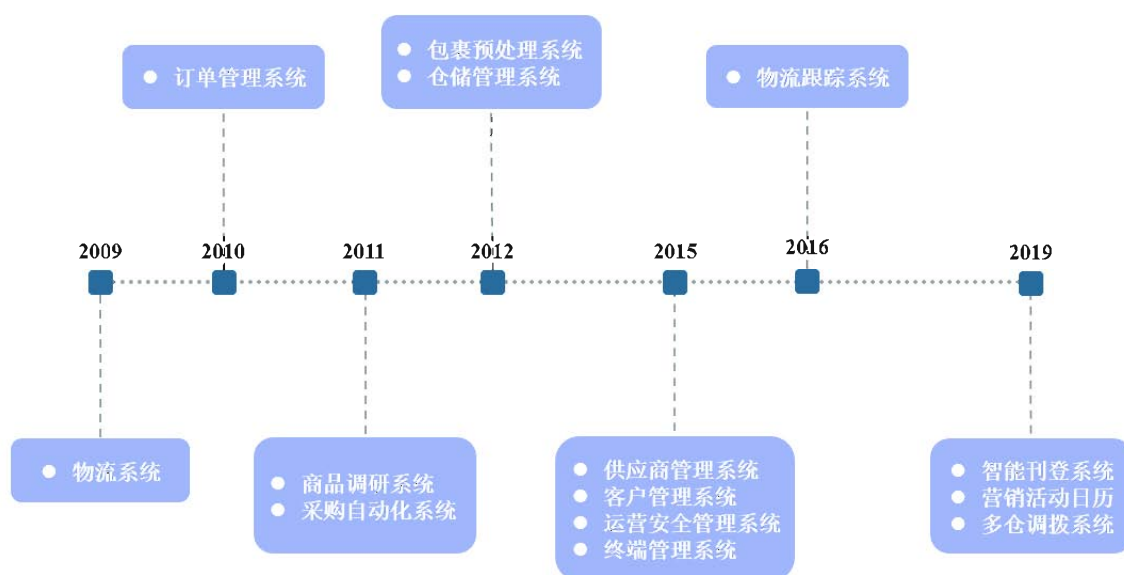 订单管理系统
包裹预处理系统
仓储管理系统
物流跟踪系统
2009
2010
2011
2012
2015
2016
2019
物流系统
商品调研系统
采购自动化系统
供应商管理系统
客户管理系统
运营安全管理系统
终端管理系统
智能刊登系统
营销活动日历
多仓调拨系统